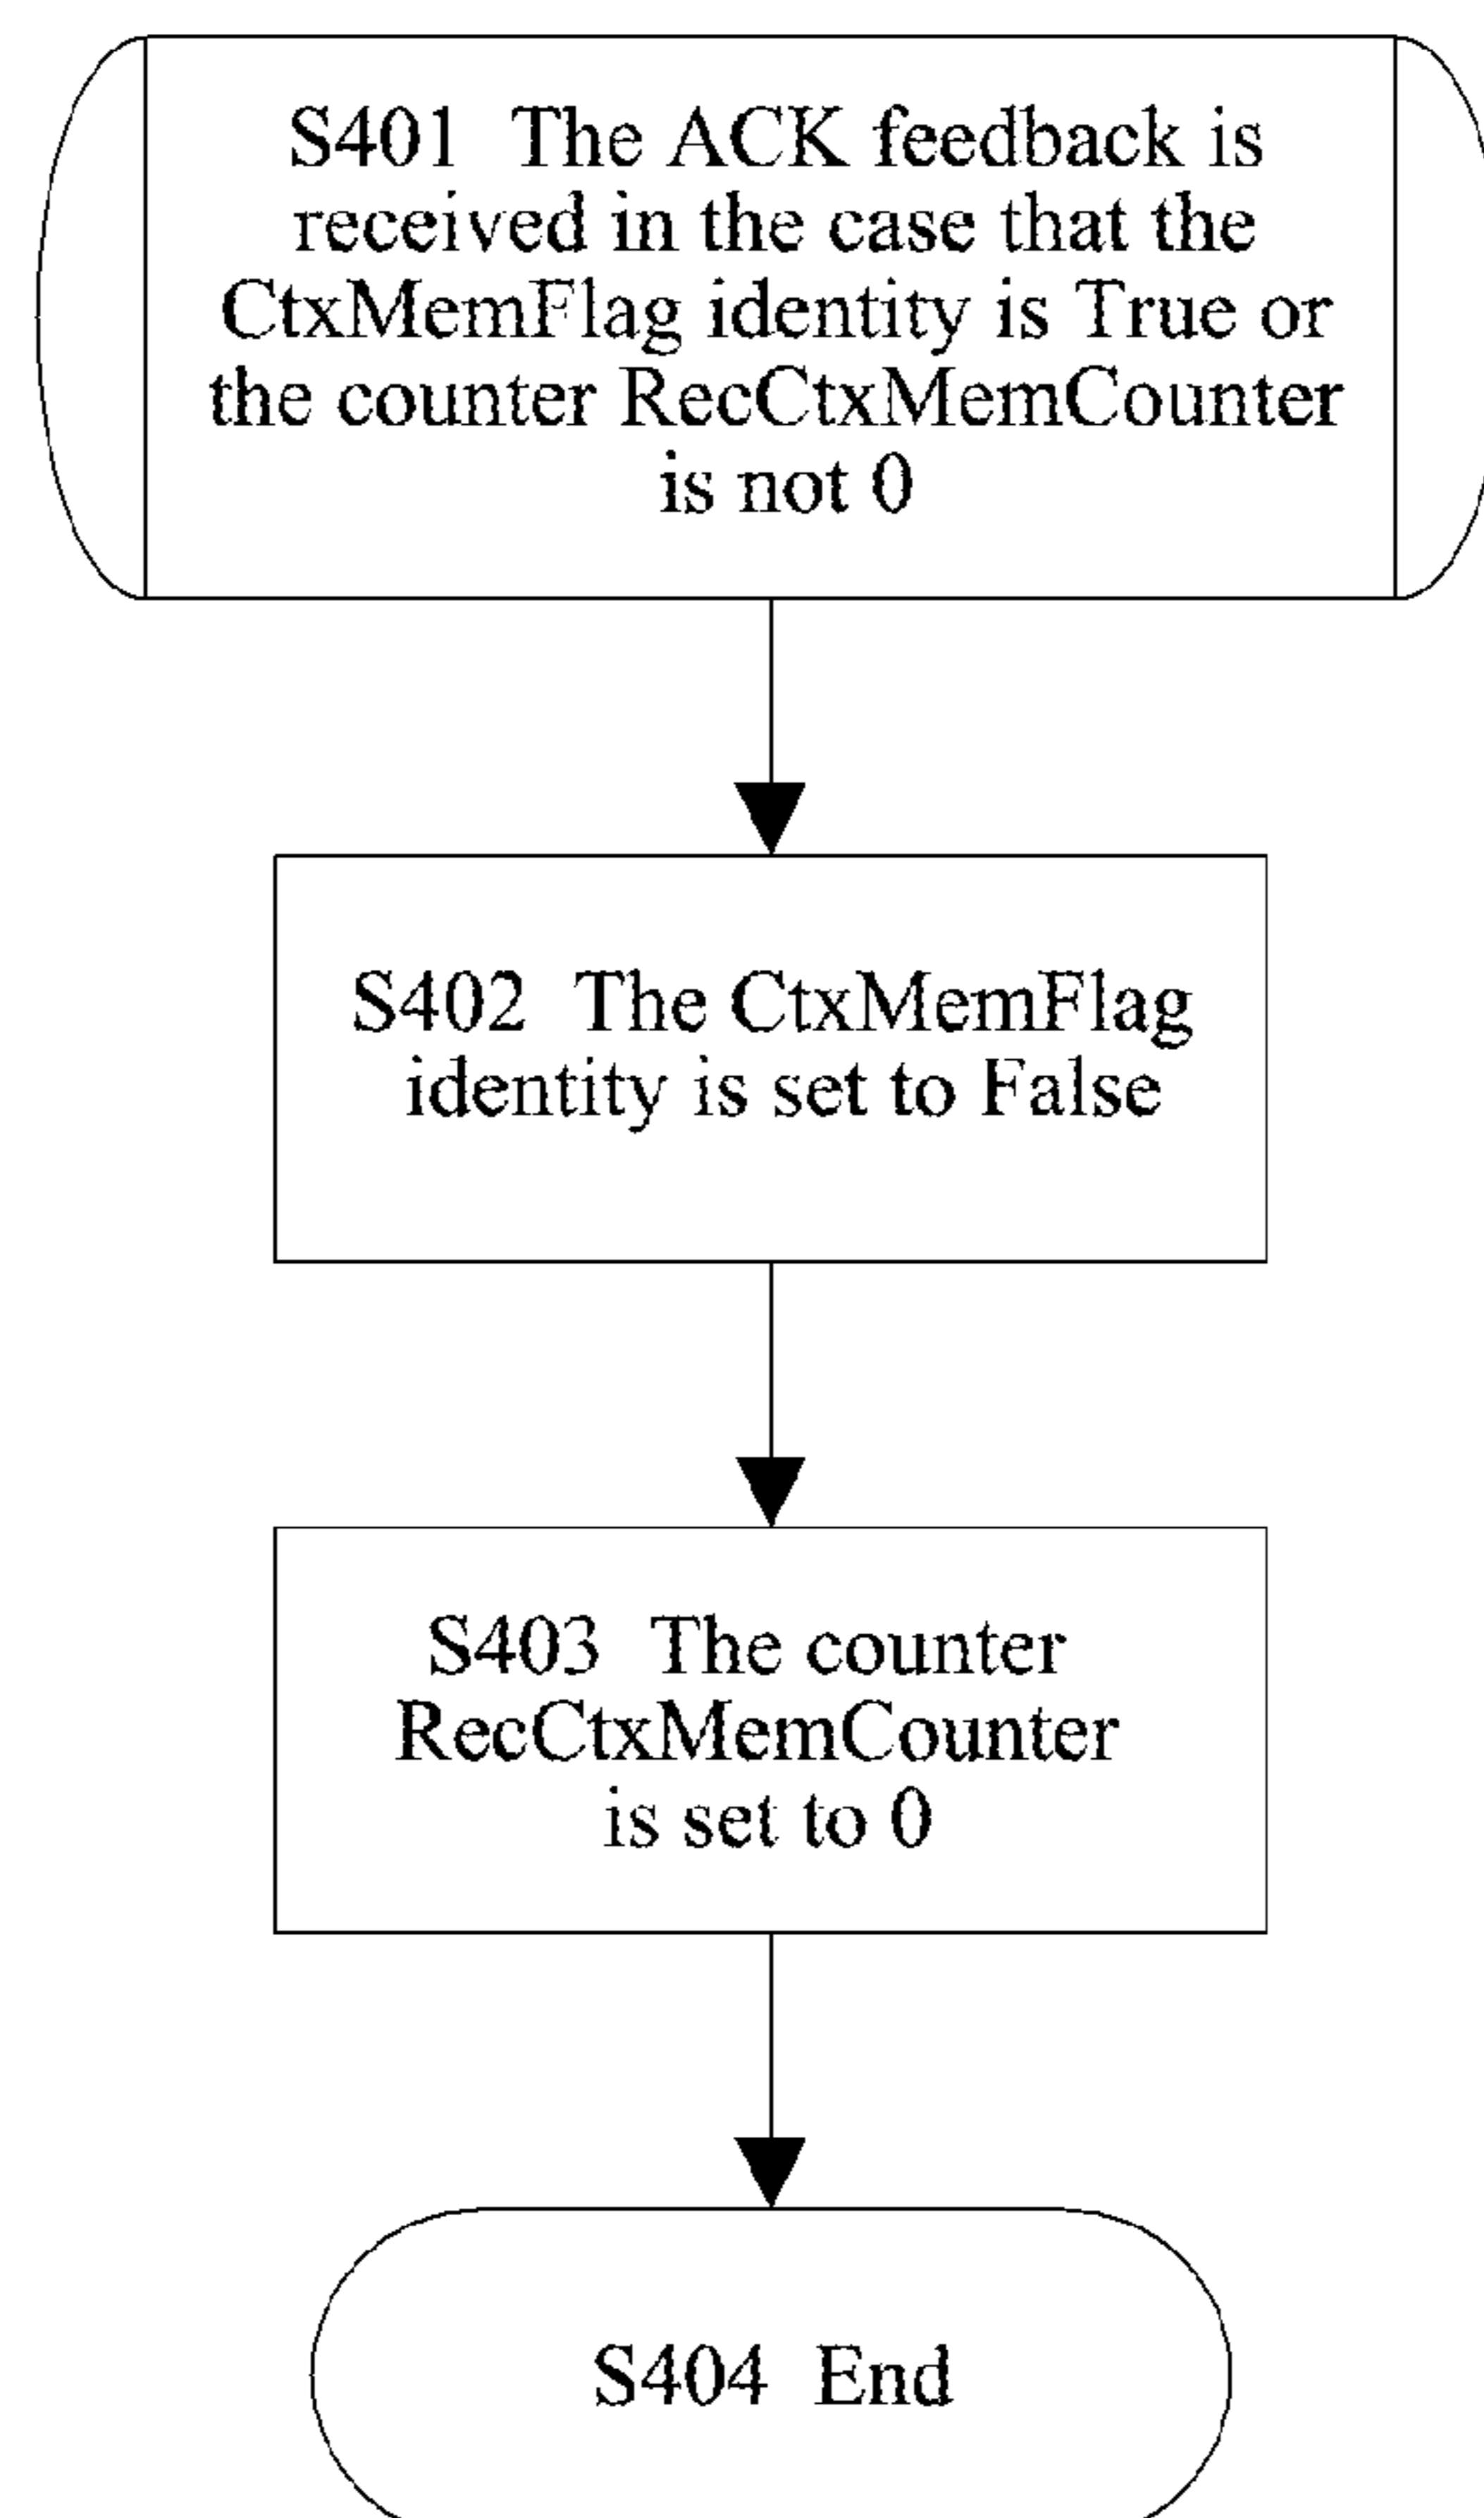 S401 The ACK feedback is
received in the case that the
CtxMemFlag identity is True or
the counter RecCtxMemCounter
is not 0
S402 The CtxMemFlag
identity is set to False
S403 The counter
RecCtxMemCounter
is set to 0
S404 End